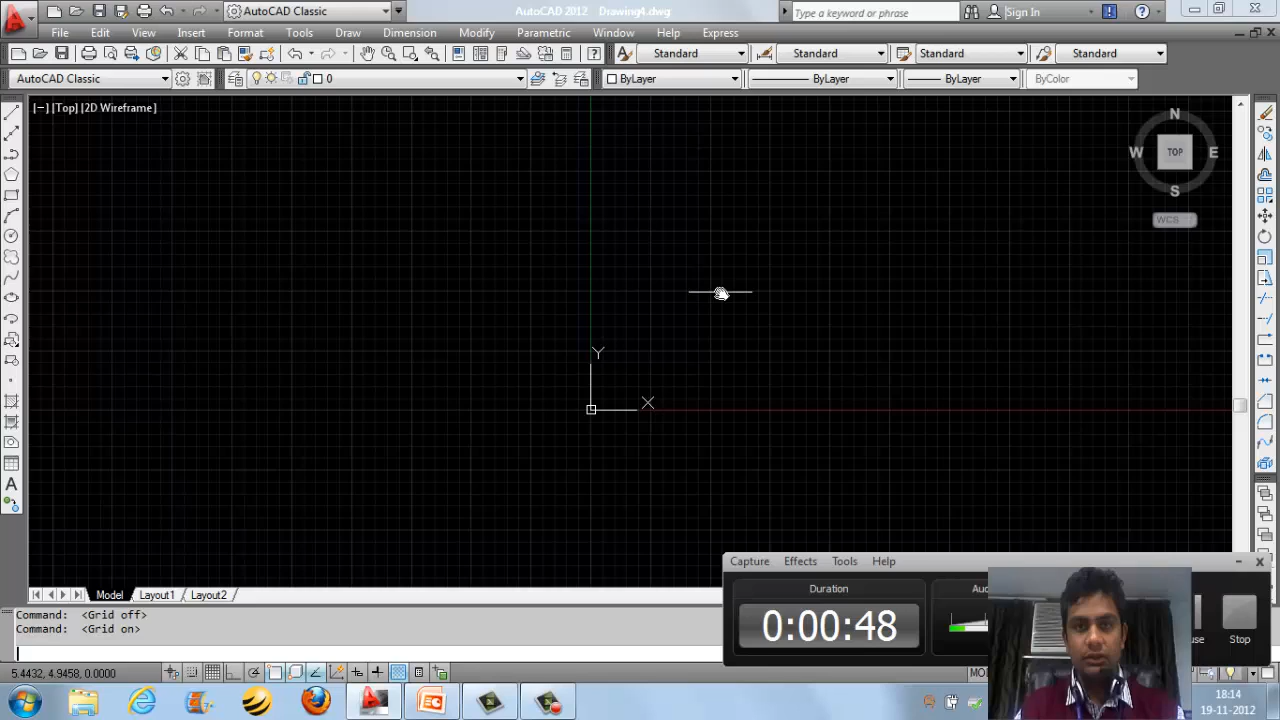 AutoCAD Classic
AutoCAD 2012 Drawing4.dwg
Type a keyword or phrase
Sign In
File Edit View Insert Format Tools Draw Dimension Modify Parametric Window Help Express
Standard Standard Standard Standard
AutoCAD Classic 0 ByLayer ByLayer ByLayer ByColor
[−] [Top] [2D Wireframe]
N
W TOP E
S
WCS
Y
X
Capture Effects Tools Help
Duration
0:00:48
Stop
Model Layout1 Layout2
Command: <Grid off>
Command: <Grid on>
5.4432, 4.9458, 0.0000
18:14
19-11-2012